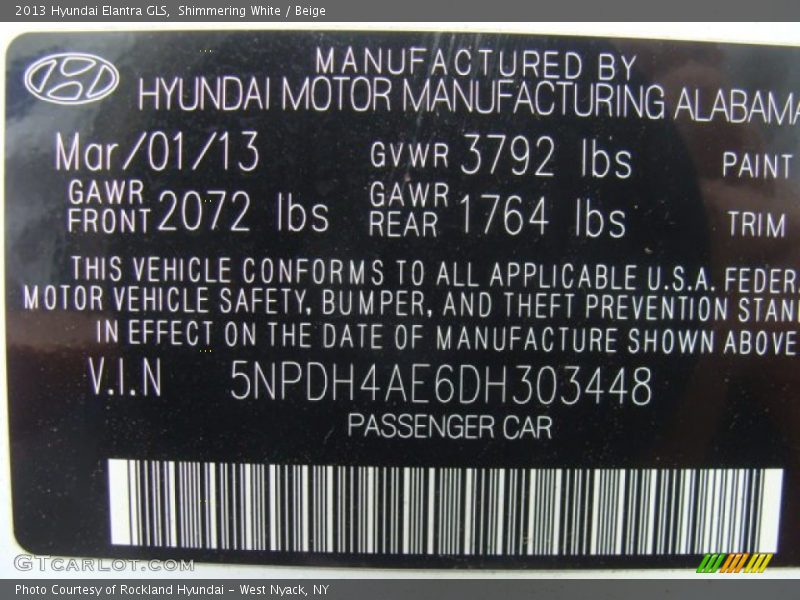 2013 Hyundai Elantra GLS,  Shimmering White / Beige
MANUFACTURED BY
HYUNDAI MOTOR MANUFACTURING ALABAMA
Mar/01/13 GVWR 3792 lbs PAINT
GAWR FRONT 2072 lbs GAWR REAR 1764 lbs TRIM
THIS VEHICLE CONFORMS TO ALL APPLICABLE U.S.A. FEDER
MOTOR VEHICLE SAFETY, BUMPER, AND THEFT PREVENTION STAN
IN EFFECT ON THE DATE OF MANUFACTURE SHOWN ABOVE
V.I.N 5NPDH4AE6DH303448
PASSENGER CAR
GTCARLOT.COM
Photo Courtesy of Rockland Hyundai - West Nyack, NY